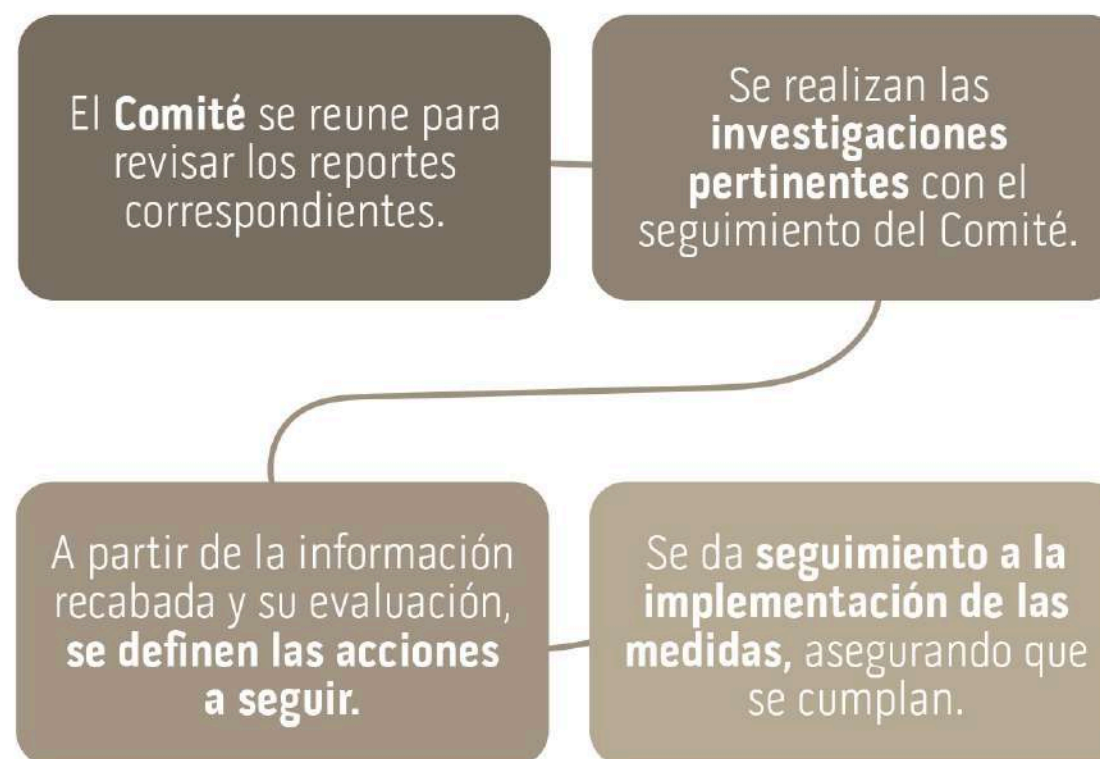 El Comité se reune para
revisar los reportes
correspondientes.
Se realizan las
investigaciones
pertinentes con el
seguimiento del Comité.
A partir de la información
recabada y su evaluación,
se definen las acciones
a seguir.
Se da seguimiento a la
implementación de las
medidas, asegurando que
se cumplan.